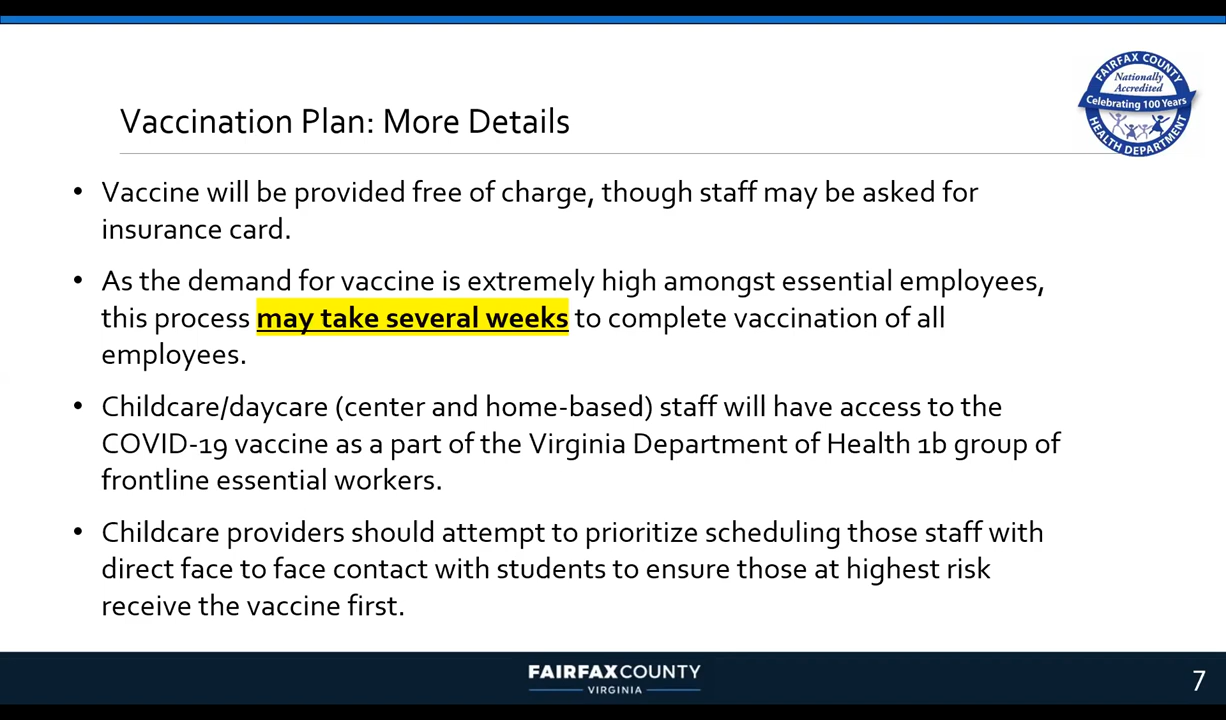 FAIRFAX COUNTY
Nationally
Accredited
Celebrating 100 Years
HEALTH DEPARTMENT
Vaccination Plan: More Details
• Vaccine will be provided free of charge, though staff may be asked for
insurance card.
• As the demand for vaccine is extremely high amongst essential employees,
this process may take several weeks to complete vaccination of all
employees.
• Childcare/daycare (center and home-based) staff will have access to the
COVID-19 vaccine as a part of the Virginia Department of Health 1b group of
frontline essential workers.
• Childcare providers should attempt to prioritize scheduling those staff with
direct face to face contact with students to ensure those at highest risk
receive the vaccine first.
FAIRFAX COUNTY
VIRGINIA
7